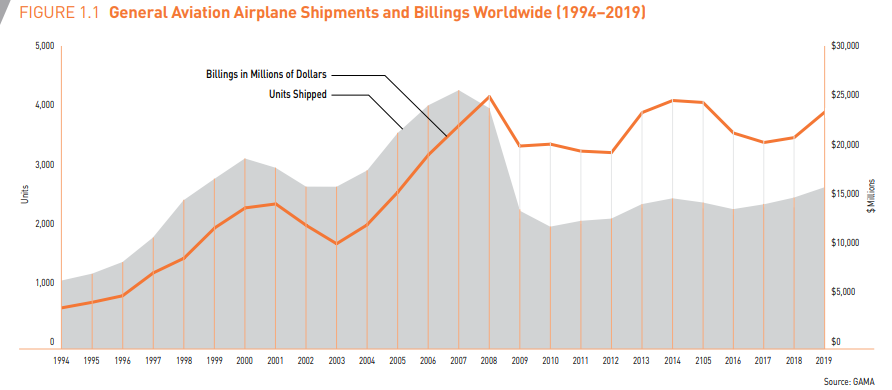 FIGURE 1.1 General Aviation Airplane Shipments and Billings Worldwide (1994–2019)
5,000 $30,000
Billings in Millions of Dollars
Units Shipped
4,000 $25,000
3,000 $20,000
Units
$ Millions
2,000 $15,000
$10,000
1,000 $5,000
0 $0
1994 1995 1996 1997 1998 1999 2000 2001 2002 2003 2004 2005 2006 2007 2008 2009 2010 2011 2012 2013 2014 2105 2016 2017 2018 2019
Source: GAMA